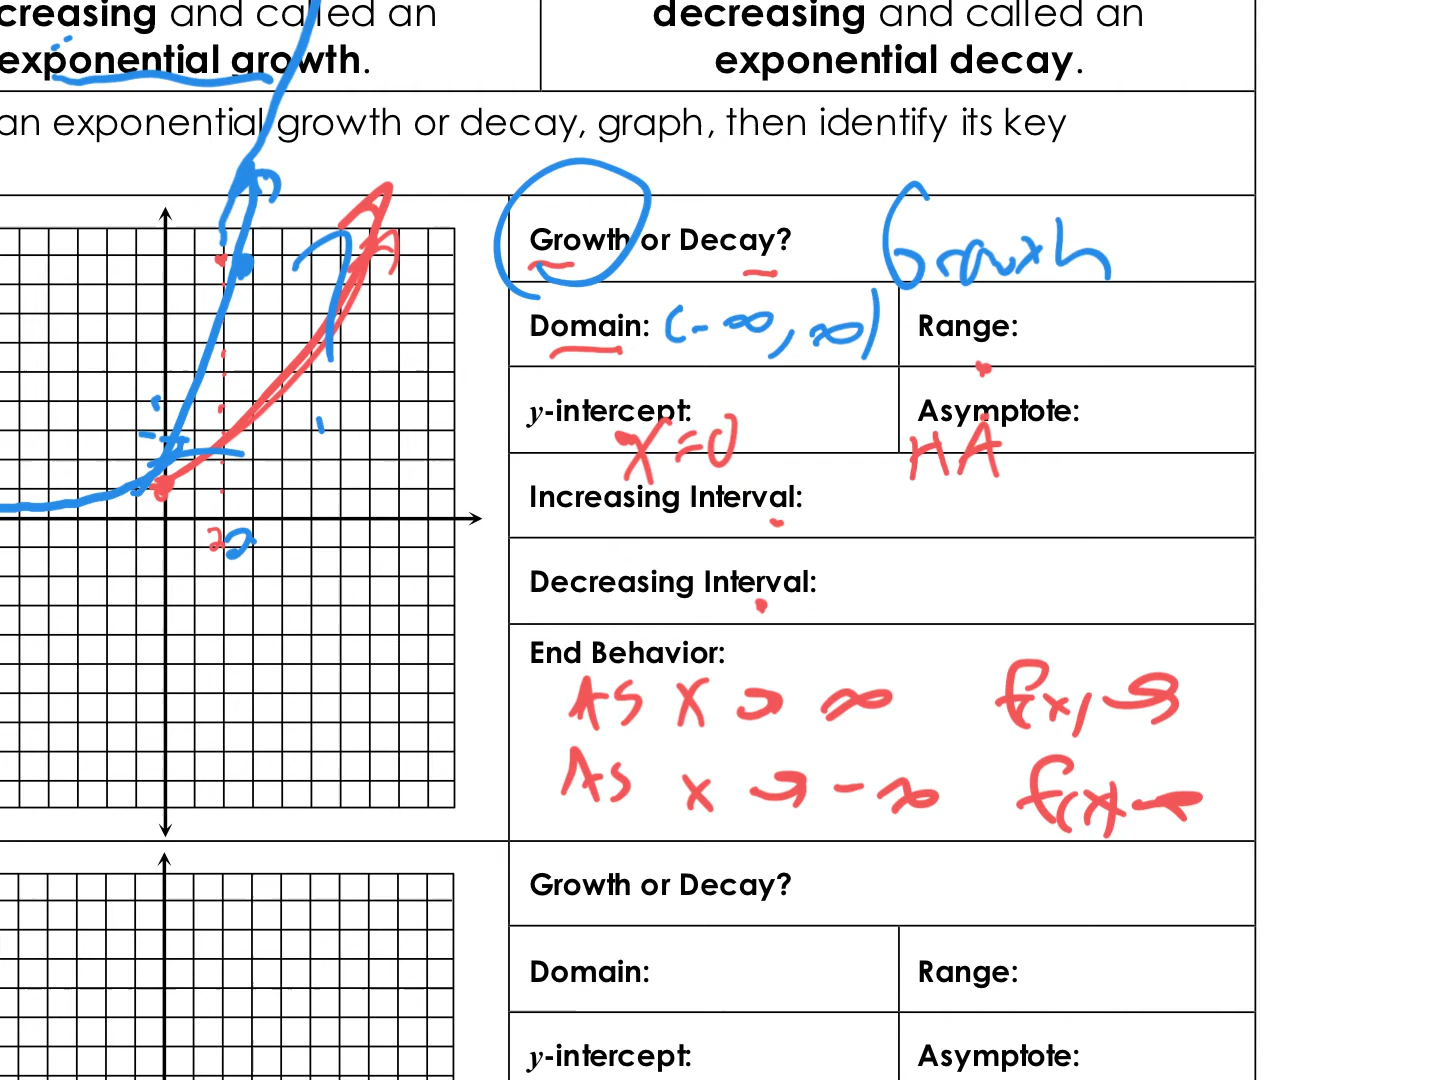 creasing and called an
exponential growth.
decreasing and called an
exponential decay.
an exponential growth or decay, graph, then identify its key
Growth or Decay? Growth
Domain: (-∞, ∞)
Range:
y-intercept: x=0
Asymptote: HA
Increasing Interval:
Decreasing Interval:
End Behavior:
As x → ∞ f(x) →
As x → -∞ f(x) →
2 2
Growth or Decay?
Domain:
Range:
y-intercept:
Asymptote: